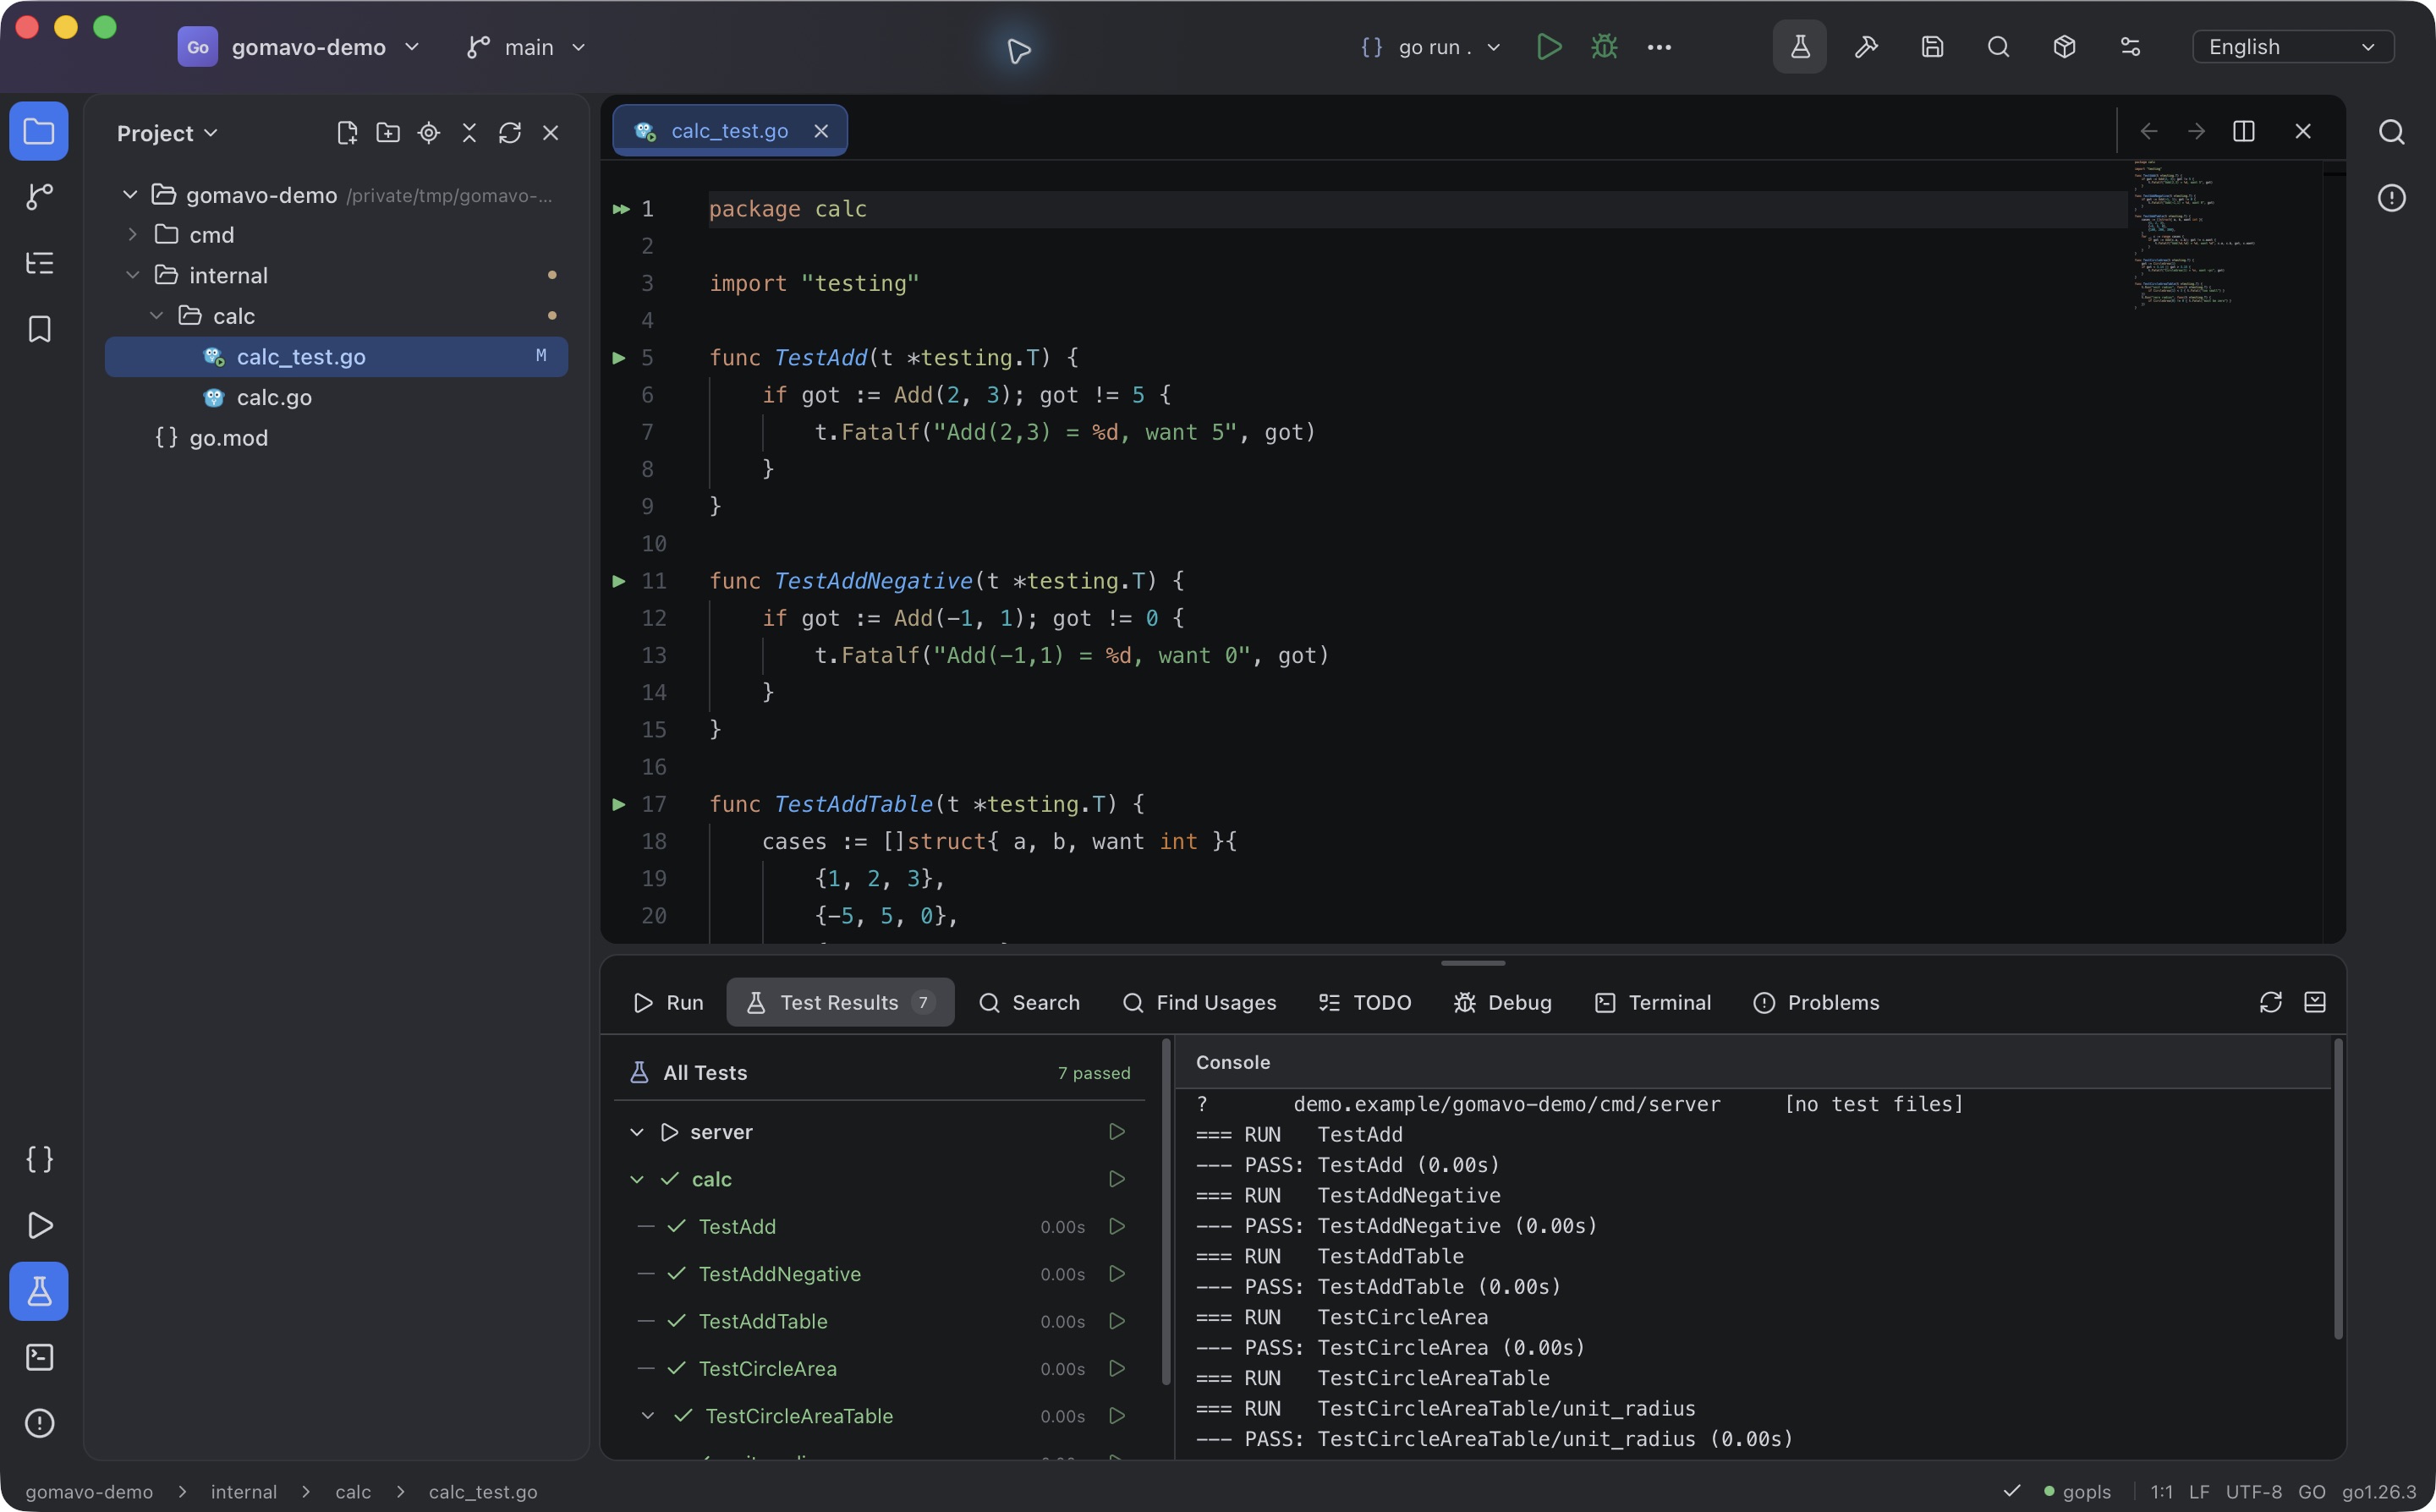 Go gomavo-demo main go run . English
Project
gomavo-demo /private/tmp/gomavo-...
cmd
internal
calc
calc_test.go M
calc.go
{} go.mod
calc_test.go
1 package calc
2
3 import "testing"
4
5 func TestAdd(t *testing.T) {
6 if got := Add(2, 3); got != 5 {
7 t.Fatalf("Add(2,3) = %d, want 5", got)
8 }
9 }
10
11 func TestAddNegative(t *testing.T) {
12 if got := Add(-1, 1); got != 0 {
13 t.Fatalf("Add(-1,1) = %d, want 0", got)
14 }
15 }
16
17 func TestAddTable(t *testing.T) {
18 cases := []struct{ a, b, want int }{
19 {1, 2, 3},
20 {-5, 5, 0},
Run Test Results 7 Search Find Usages TODO Debug Terminal Problems
All Tests 7 passed
server
calc
TestAdd 0.00s
TestAddNegative 0.00s
TestAddTable 0.00s
TestCircleArea 0.00s
TestCircleAreaTable 0.00s
Console
? demo.example/gomavo-demo/cmd/server [no test files]
=== RUN TestAdd
--- PASS: TestAdd (0.00s)
=== RUN TestAddNegative
--- PASS: TestAddNegative (0.00s)
=== RUN TestAddTable
--- PASS: TestAddTable (0.00s)
=== RUN TestCircleArea
--- PASS: TestCircleArea (0.00s)
=== RUN TestCircleAreaTable
=== RUN TestCircleAreaTable/unit_radius
--- PASS: TestCircleAreaTable/unit_radius (0.00s)
gomavo-demo > internal > calc > calc_test.go
gopls 1:1 LF UTF-8 GO go1.26.3